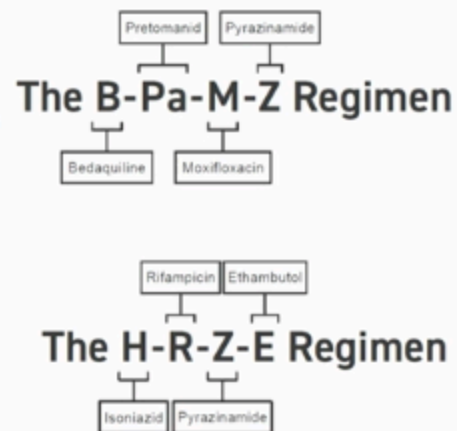 Pretomanid Pyrazinamide
The B-Pa-M-Z Regimen
Bedaquiline Moxifloxacin
Rifampicin Ethambutol
The H-R-Z-E Regimen
Isoniazid Pyrazinamide